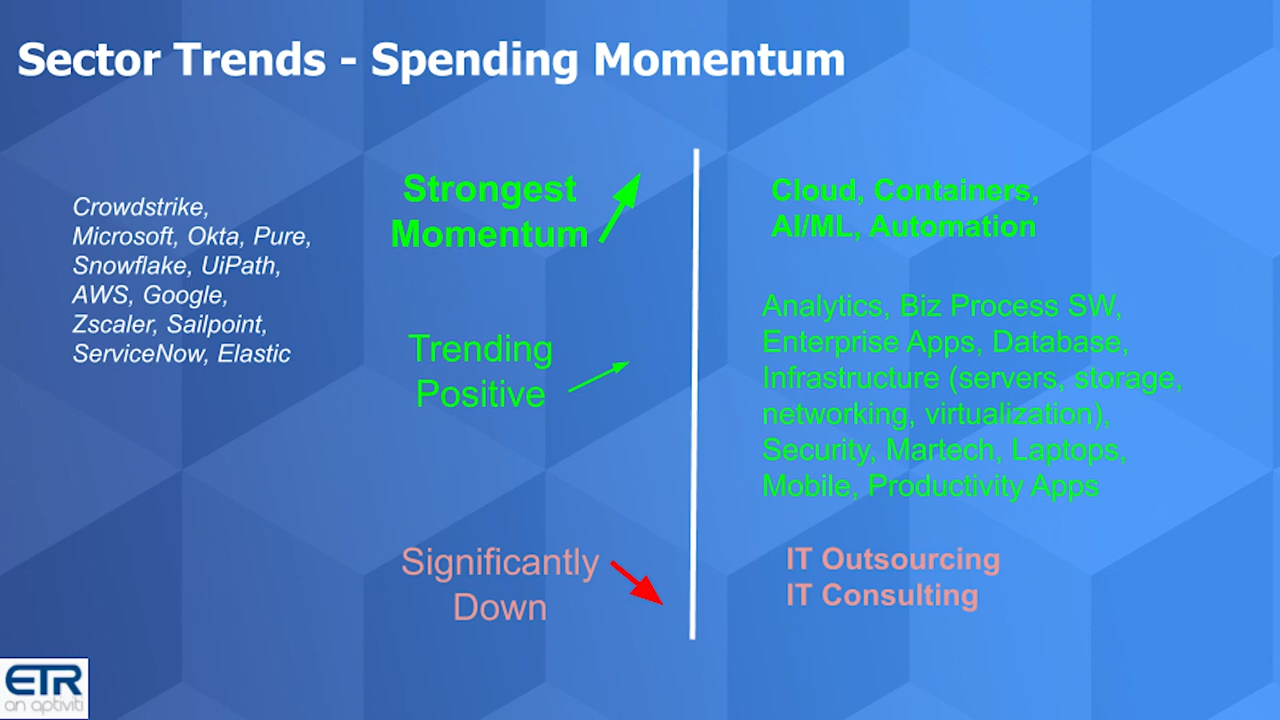 Sector Trends - Spending Momentum
Crowdstrike,
Microsoft, Okta, Pure,
Snowflake, UiPath,
AWS, Google,
Zscaler, Sailpoint,
ServiceNow, Elastic
Strongest
Momentum
Cloud, Containers,
AI/ML, Automation
Trending
Positive
Analytics, Biz Process SW,
Enterprise Apps, Database,
Infrastructure (servers, storage,
networking, virtualization),
Security, Martech, Laptops,
Mobile, Productivity Apps
Significantly
Down
IT Outsourcing
IT Consulting
ETR
an aptiviti